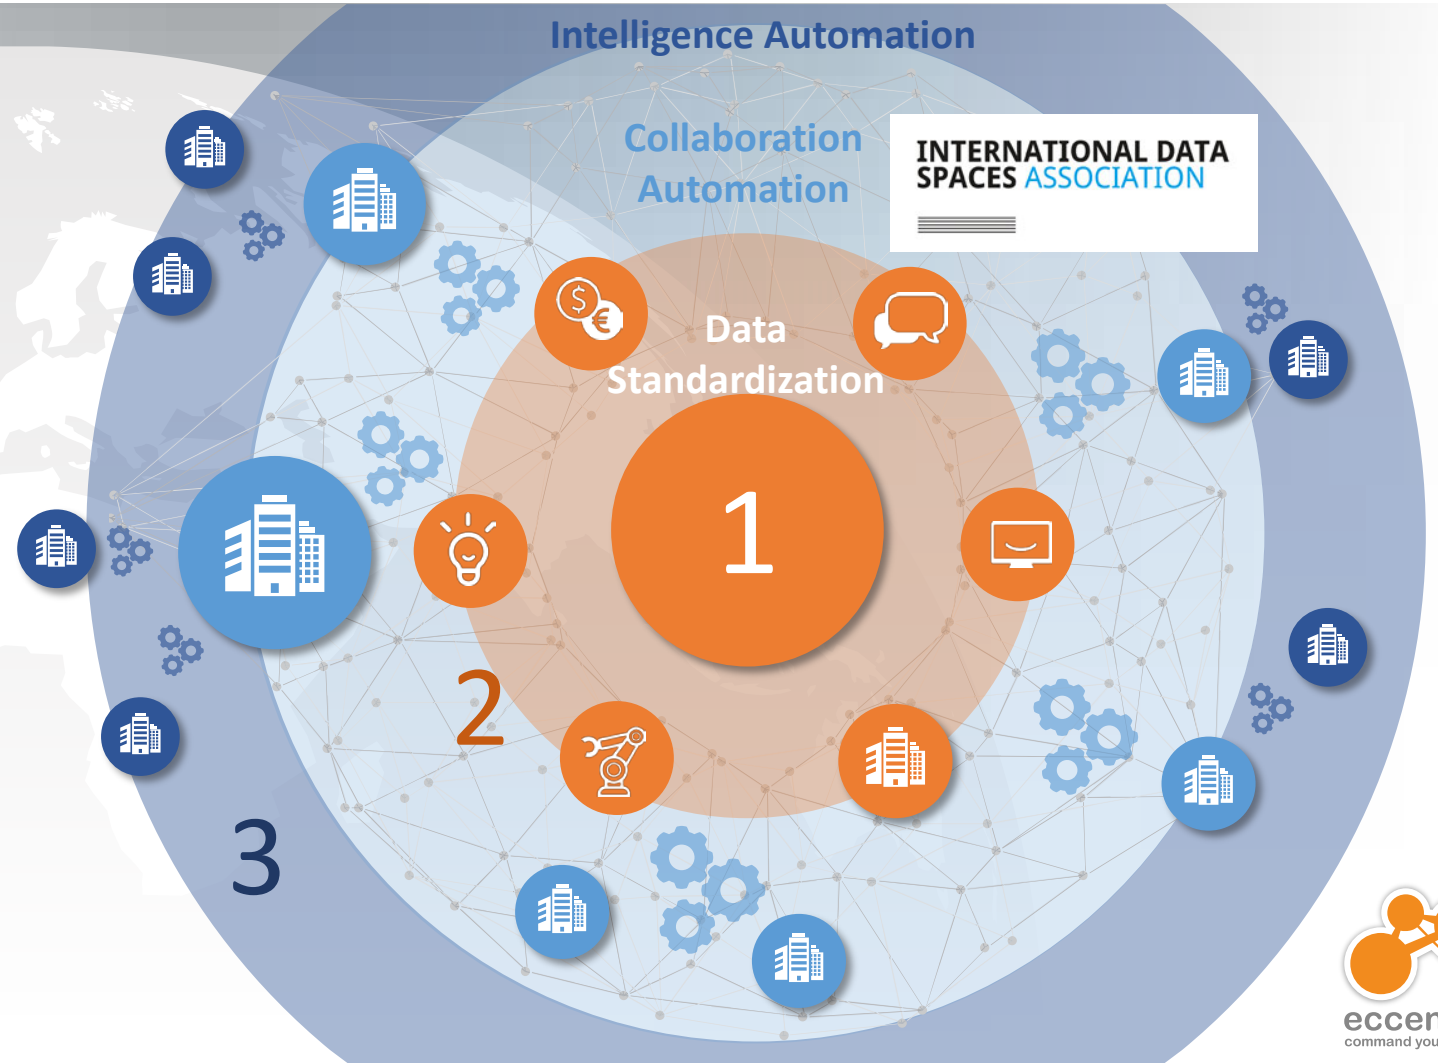 Intelligence Automation
Collaboration
Automation
INTERNATIONAL DATA
SPACES ASSOCIATION
$
€
Data
Standardization
1
2
3
eccen
command you